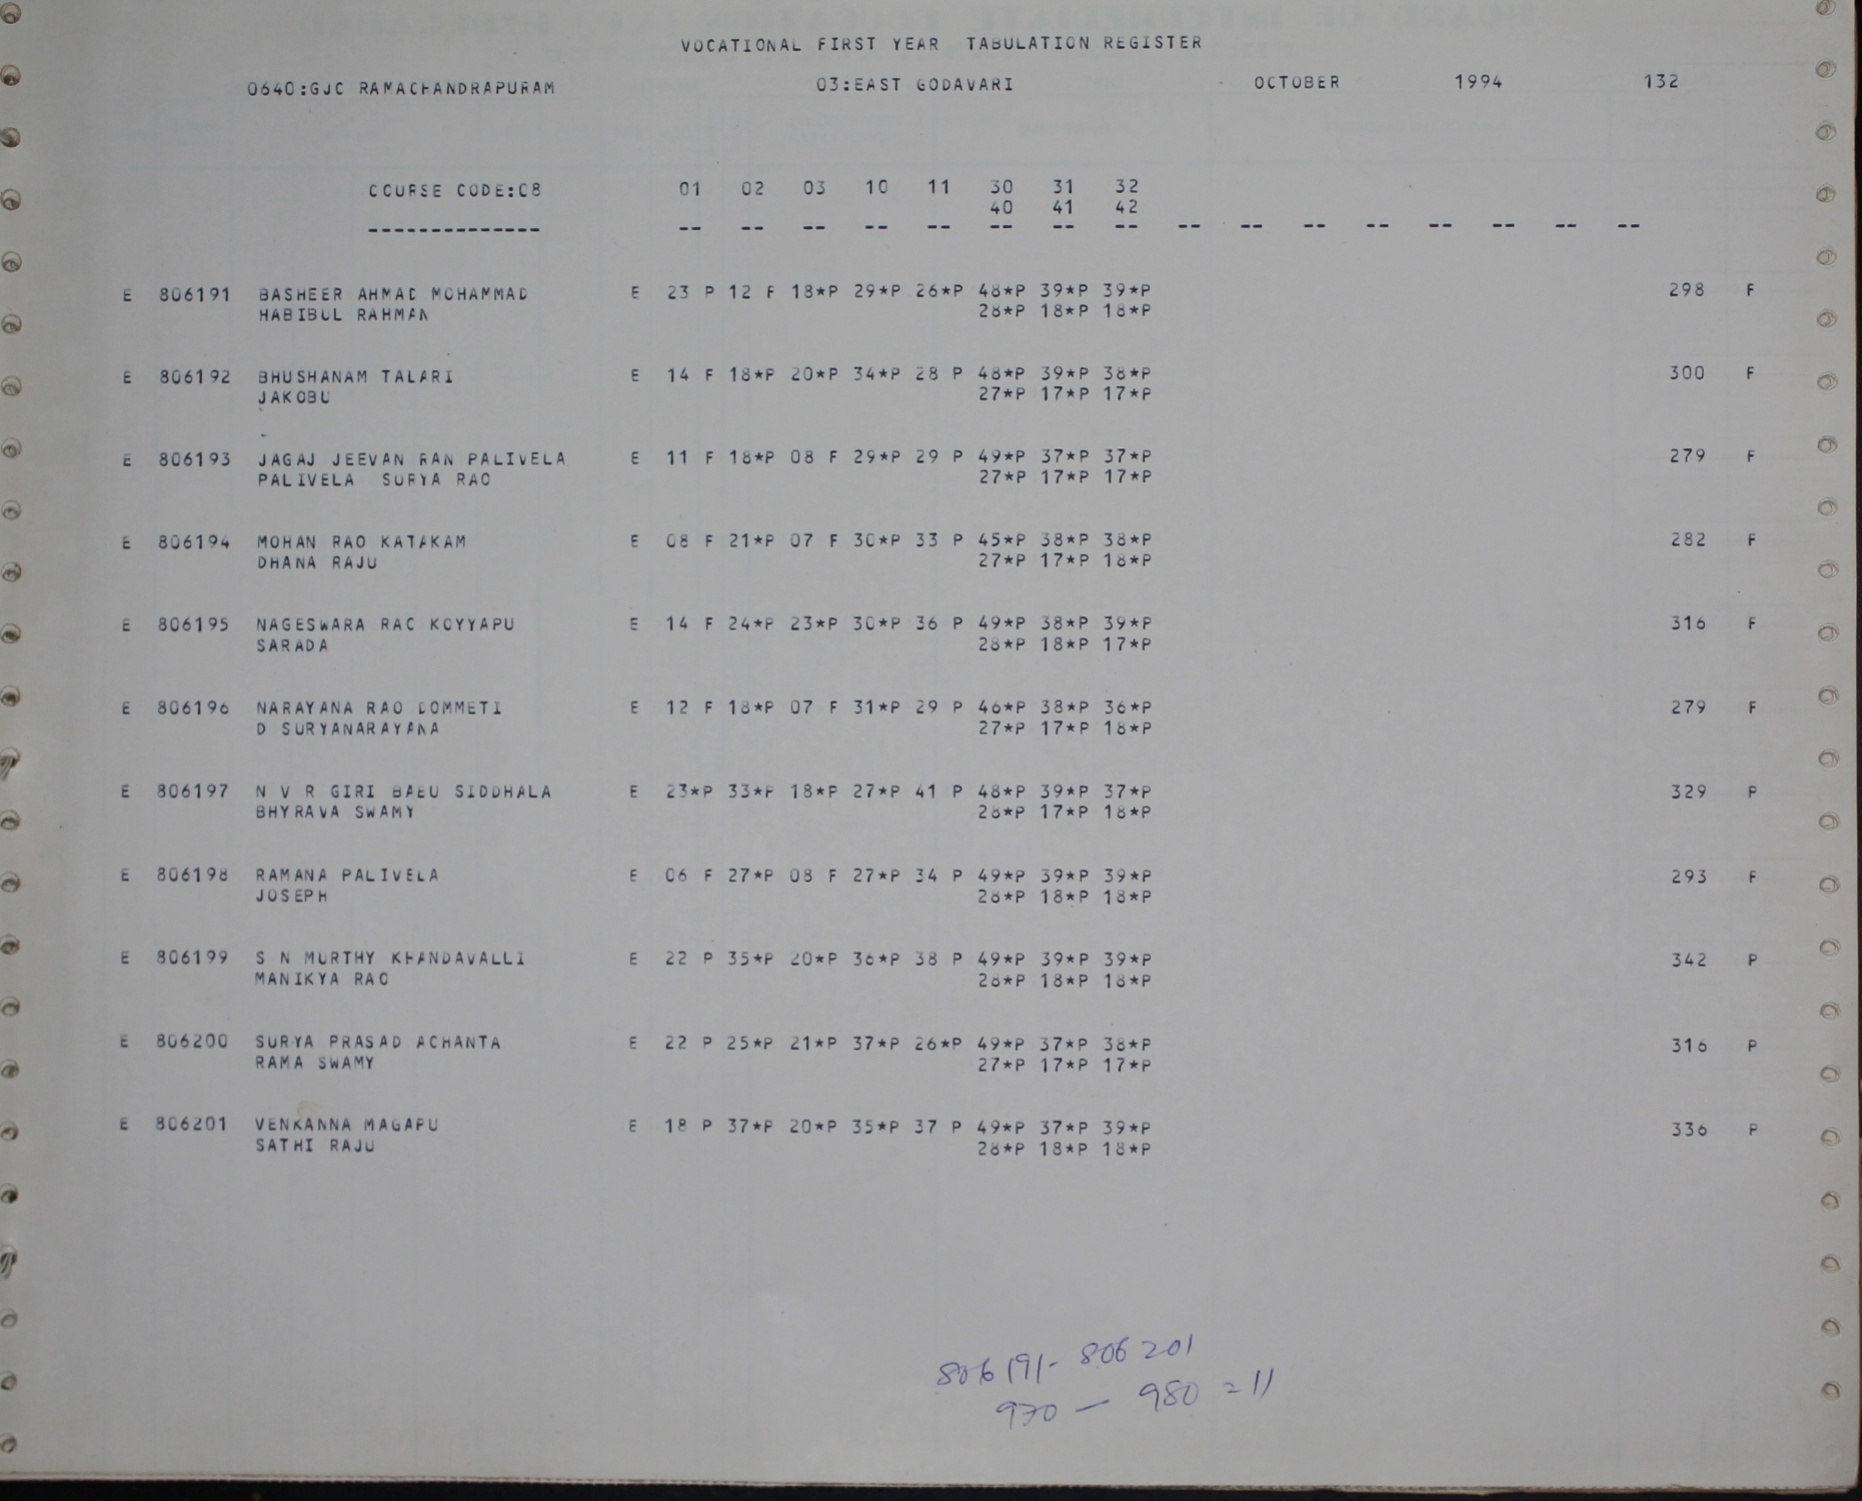 VOCATIONAL FIRST YEAR TABULATION REGISTER
0640:GJC RAMACHANDRAPURAM 03:EAST GODAVARI OCTOBER 1994 132
COURSE CODE:C8 01 02 03 10 11 30 31 32
40 41 42
-------------- -- -- -- -- -- -- -- -- -- -- -- -- -- -- -- --
E 806191 BASHEER AHMAD MOHAMMAD E 23 P 12 F 18*P 29*P 26*P 48*P 39*P 39*P 298 F
HABIBUL RAHMAN 28*P 18*P 18*P
E 806192 BHUSHANAM TALARI E 14 F 18*P 20*P 34*P 28 P 48*P 39*P 38*P 300 F
JAKOBU 27*P 17*P 17*P
E 806193 JAGAJ JEEVAN RAN PALIVELA E 11 F 18*P 08 F 29*P 29 P 49*P 37*P 37*P 279 F
PALIVELA SURYA RAO 27*P 17*P 17*P
E 806194 MOHAN RAO KATAKAM E 08 F 21*P 07 F 30*P 33 P 45*P 38*P 38*P 282 F
DHANA RAJU 27*P 17*P 18*P
E 806195 NAGESWARA RAO KOYYAPU E 14 F 24*P 23*P 30*P 36 P 49*P 38*P 39*P 316 F
SARADA 28*P 18*P 17*P
E 806196 NARAYANA RAO DOMMETI E 12 F 18*P 07 F 31*P 29 P 46*P 38*P 36*P 279 F
D SURYANARAYANA 27*P 17*P 18*P
E 806197 N V R GIRI BABU SIDDHALA E 23*P 33*P 18*P 27*P 41 P 48*P 39*P 37*P 329 P
BHYRAVA SWAMY 28*P 17*P 18*P
E 806198 RAMANA PALIVELA E 06 F 27*P 08 F 27*P 34 P 49*P 39*P 39*P 293 F
JOSEPH 28*P 18*P 18*P
E 806199 S N MURTHY KHANDAVALLI E 22 P 35*P 20*P 36*P 38 P 49*P 39*P 39*P 342 P
MANIKYA RAO 28*P 18*P 18*P
E 806200 SURYA PRASAD ACHANTA E 22 P 25*P 21*P 37*P 26*P 49*P 37*P 38*P 316 P
RAMA SWAMY 27*P 17*P 17*P
E 806201 VENKANNA MAGAPU E 18 P 37*P 20*P 35*P 37 P 49*P 37*P 39*P 336 P
SATHI RAJU 28*P 18*P 18*P
806191- 806201
970 — 980 = 11